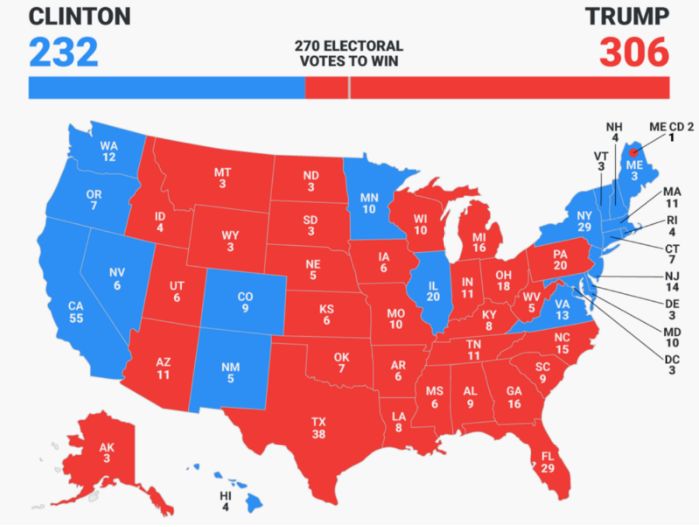 CLINTON
232
TRUMP
306
270 ELECTORAL
VOTES TO WIN
WA
12
OR
7
CA
55
NV
6
ID
4
MT
3
WY
3
UT
6
AZ
11
CO
9
NM
5
ND
3
SD
3
NE
5
KS
6
OK
7
TX
38
MN
10
IA
6
MO
10
AR
6
LA
8
WI
10
IL
20
MI
16
IN
11
OH
18
KY
8
TN
11
MS
6
AL
9
GA
16
FL
29
SC
9
NC
15
VA
13
WV
5
PA
20
NY
29
VT
3
NH
4
ME CD 2
1
ME
3
MA
11
RI
4
CT
7
NJ
14
DE
3
MD
10
DC
3
AK
3
HI
4